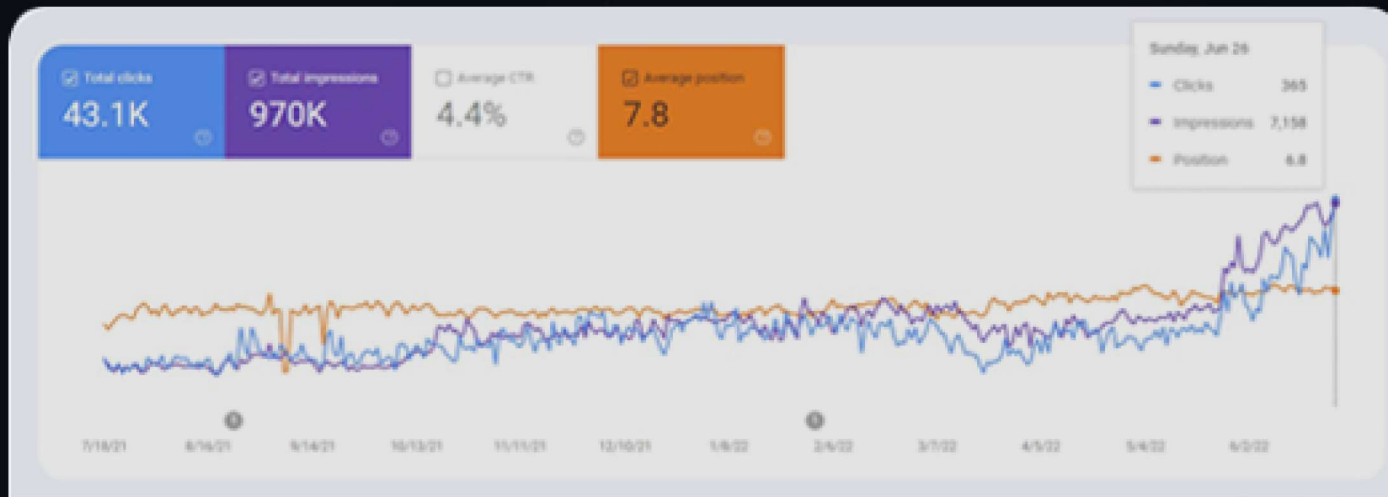 Total clicks
43.1K
Total impressions
970K
Average CTR
4.4%
Average position
7.8
Sunday, Jun 26
Clicks 365
Impressions 7,158
Position 6.8
7/18/21 8/16/21 9/14/21 10/13/21 11/11/21 12/10/21 1/8/22 2/6/22 3/7/22 4/5/22 5/4/22 6/2/22